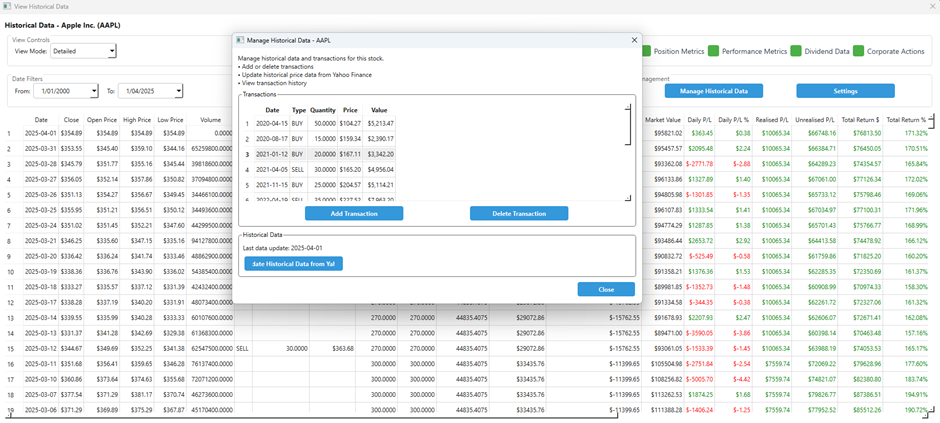 View Historical Data
Historical Data - Apple Inc. (AAPL)
View Controls
View Mode: Detailed
Position Metrics Performance Metrics Dividend Data Corporate Actions
Date Filters
From: 1/01/2000 To: 1/04/2025
Manage Historical Data Settings
Manage Historical Data - AAPL
Manage historical data and transactions for this stock.
• Add or delete transactions
• Update historical price data from Yahoo Finance
• View transaction history
Transactions
Date Type Quantity Price Value
1 2020-04-15 BUY 50.0000 $104.27 $5,213.47
2 2020-08-17 BUY 15.0000 $159.34 $2,390.17
3 2021-01-12 BUY 20.0000 $167.11 $3,342.20
4 2021-04-05 SELL 30.0000 $165.20 $4,956.04
5 2021-11-15 BUY 25.0000 $204.57 $5,114.21
6 2022-04-19 SELL 35.0000 $227.52 $7,963.20
Add Transaction Delete Transaction
Historical Data
Last data update: 2025-04-01
date Historical Data from Yal
Close
Date Close Open Price High Price Low Price Volume Market Value Daily P/L Daily P/L % Realised P/L Unrealised P/L Total Return $ Total Return %
1 2025-04-01 $354.89 $354.89 $354.89 $354.89 0.0000 $95821.02 $363.45 $0.38 $10065.34 $66748.16 $76813.50 171.32%
2 2025-03-31 $353.55 $345.40 $359.10 $344.16 65259800.0000 $95457.57 $2095.48 $2.24 $10065.34 $66384.71 $76450.05 170.51%
3 2025-03-28 $345.79 $351.77 $355.16 $345.44 39818600.0000 $93362.08 $-2771.78 $-2.88 $10065.34 $64289.23 $74354.57 165.84%
4 2025-03-27 $356.05 $352.14 $357.86 $350.82 37094800.0000 $96133.86 $1327.89 $1.40 $10065.34 $67061.00 $77126.34 172.02%
5 2025-03-26 $351.13 $354.27 $356.67 $349.45 34466100.0000 $94805.98 $-1301.85 $-1.35 $10065.34 $65733.12 $75798.46 169.06%
6 2025-03-25 $355.95 $351.21 $356.51 $350.12 34493600.0000 $96107.83 $1333.54 $1.41 $10065.34 $67034.97 $77100.31 171.96%
7 2025-03-24 $351.02 $351.45 $352.21 $347.60 44299500.0000 $94774.29 $1287.85 $1.38 $10065.34 $65701.43 $75766.77 168.99%
8 2025-03-21 $346.25 $335.60 $347.15 $335.16 94127800.0000 $93486.44 $2653.72 $2.92 $10065.34 $64413.58 $74478.92 166.12%
9 2025-03-20 $336.42 $336.24 $341.74 $333.46 48862900.0000 $90832.72 $-525.49 $-0.58 $10065.34 $61759.86 $71825.20 160.20%
10 2025-03-19 $338.36 $336.76 $343.90 $336.02 54385400.0000 $91358.21 $1376.36 $1.53 $10065.34 $62285.35 $72350.69 161.37%
11 2025-03-18 $333.27 $335.57 $337.12 $331.39 42432400.0000 $89981.85 $-1352.73 $-1.48 $10065.34 $60908.99 $70974.33 158.30%
12 2025-03-17 $338.28 $337.19 $340.20 $331.91 48073400.0000 $91334.58 $-344.35 $-0.38 $10065.34 $62261.72 $72327.06 161.32%
13 2025-03-14 $339.55 $335.99 $340.28 $333.33 60107600.0000 270.0000 270.0000 44835.4075 $29072.86 $-15762.55 $91678.93 $2207.93 $2.47 $10065.34 $62606.07 $72671.41 162.08%
14 2025-03-13 $331.37 $341.28 $342.69 $329.38 61368300.0000 270.0000 270.0000 44835.4075 $29072.86 $-15762.55 $89471.00 $-3590.05 $-3.86 $10065.34 $60398.14 $70463.48 157.16%
15 2025-03-12 $344.67 $349.69 $352.25 $341.38 62547500.0000 SELL 30.0000 $363.68 270.0000 270.0000 44835.4075 $29072.86 $-15762.55 $93061.05 $-1533.39 $-1.45 $10065.34 $63988.19 $74053.53 165.17%
16 2025-03-11 $351.68 $356.41 $359.65 $346.28 76137400.0000 300.0000 300.0000 44835.4075 $33435.76 $-11399.65 $105504.98 $-2751.84 $-2.54 $7559.74 $72069.22 $79628.96 177.60%
17 2025-03-10 $360.86 $373.64 $374.63 $355.68 72071200.0000 300.0000 300.0000 44835.4075 $33435.76 $-11399.65 $108256.82 $-5005.70 $-4.42 $7559.74 $74821.07 $82380.80 183.74%
18 2025-03-07 $377.54 $371.29 $381.17 $370.74 46273600.0000 300.0000 300.0000 44835.4075 $33435.76 $-11399.65 $113262.53 $1874.25 $1.68 $7559.74 $79826.77 $87386.51 194.91%
19 2025-03-06 $371.29 $369.89 $375.29 $367.87 45170400.0000 300.0000 300.0000 44835.4075 $33435.76 $-11399.65 $111388.28 $-1406.24 $-1.25 $7559.74 $77952.52 $85512.26 190.72%